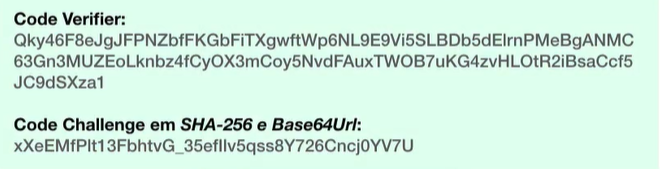 Code Verifier:
Qky46F8eJgJFPNZbfFKGbFiTXgwftWp6NL9E9Vi5SLBDb5dElrnPMeBgANMC
63Gn3MUZEoLknbz4fCyOX3mCoy5NvdFAuxTWOB7uKG4zvHLOtR2iBsaCcf5
JC9dSXza1
Code Challenge em SHA-256 e Base64Url:
xXeEMfPlt13FbhtvG_35efIlv5qss8Y726Cncj0YV7U